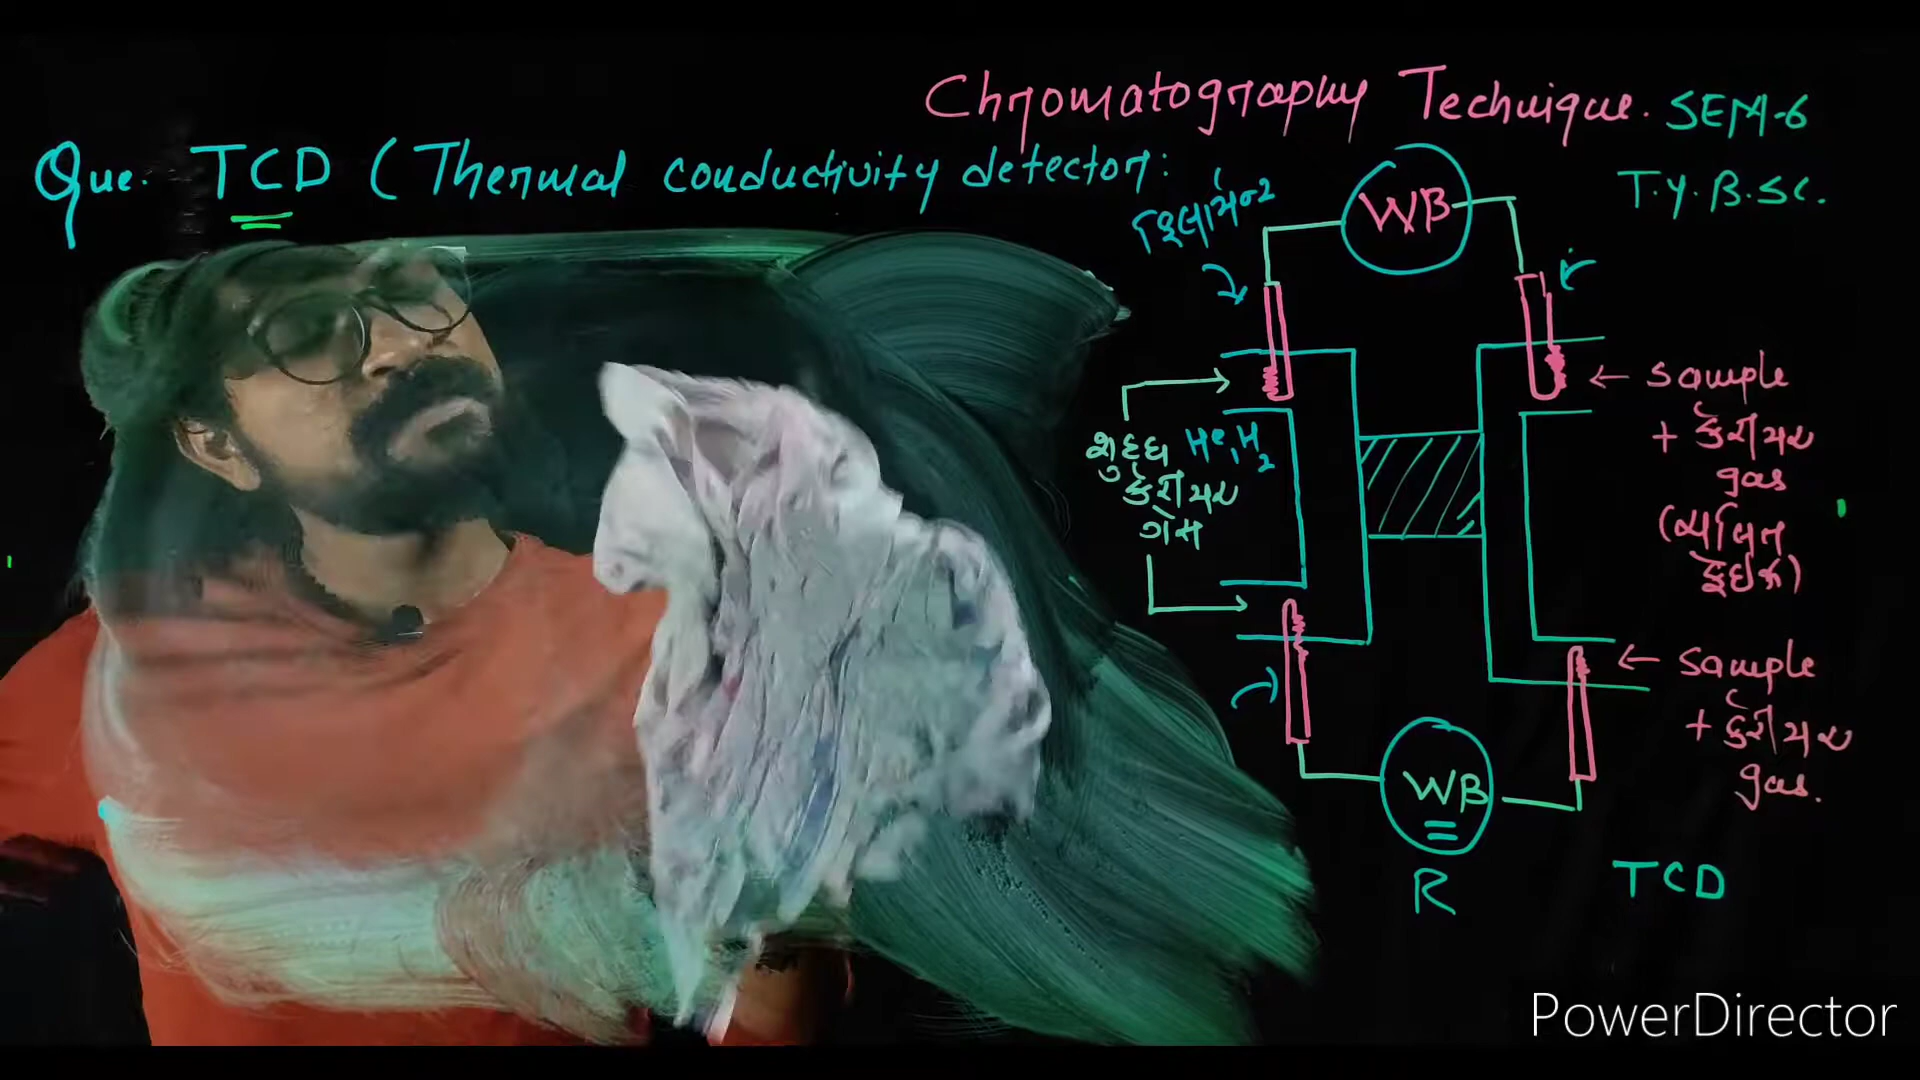 Chromatography Technique. SEM-6
Que. TCD (Thermal conductivity detector:
T.Y.B.SC.
ફિલામેન્ટ
WB
← sample
+ કેરીયર
gas
શુદ્ધ He, H2
કેરીયર
ગેસ
← sample
+ કેરીયર
gas.
WB
R
TCD
PowerDirector